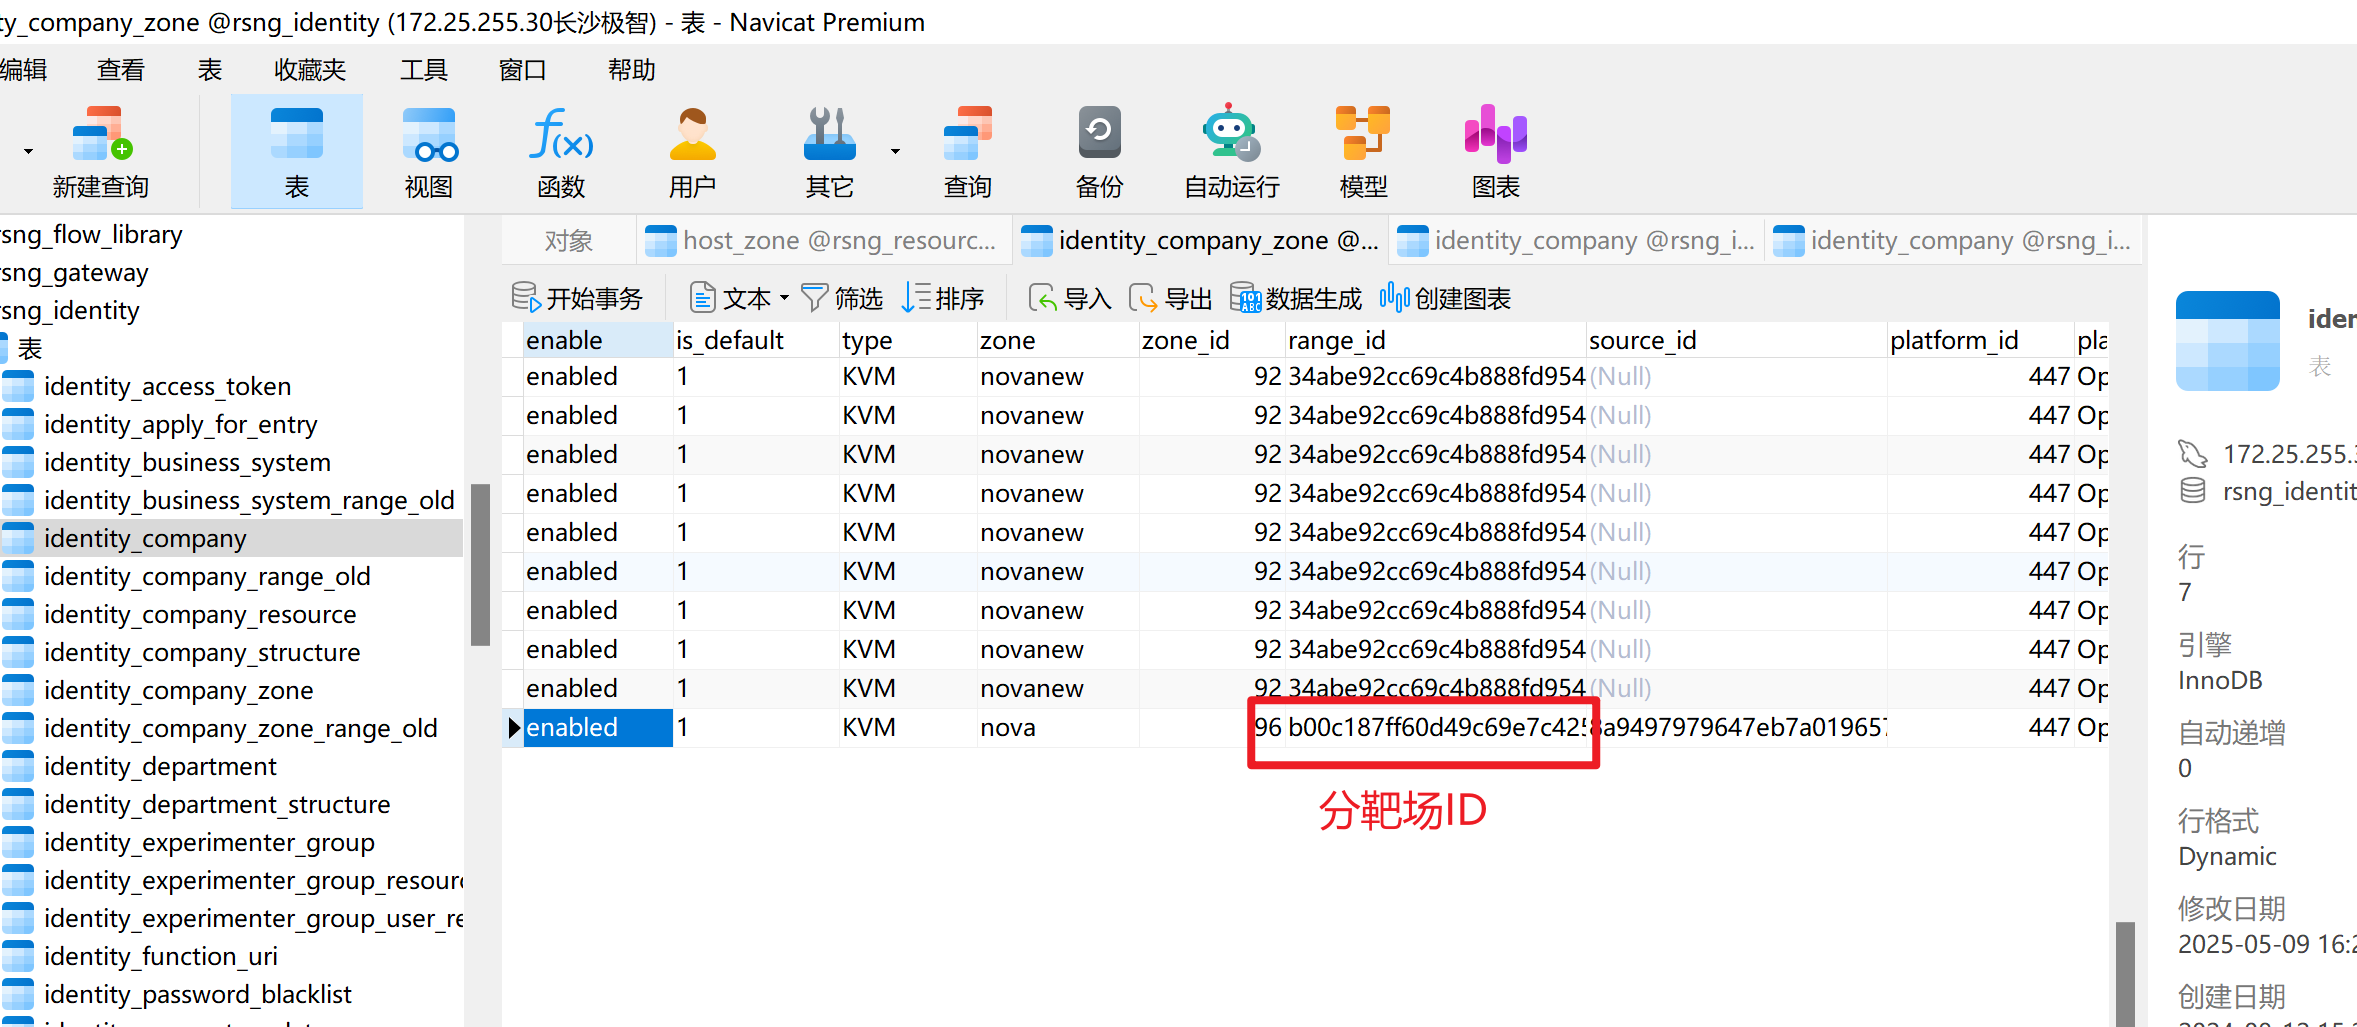 ty_company_zone @rsng_identity (172.25.255.30长沙极智) - 表 - Navicat Premium
编辑 查看 表 收藏夹 工具 窗口 帮助
新建查询 表 视图 函数 用户 其它 查询 备份 自动运行 模型 图表
sng_flow_library
sng_gateway
sng_identity
表
identity_access_token
identity_apply_for_entry
identity_business_system
identity_business_system_range_old
identity_company
identity_company_range_old
identity_company_resource
identity_company_structure
identity_company_zone
identity_company_zone_range_old
identity_department
identity_department_structure
identity_experimenter_group
identity_experimenter_group_resourc
identity_experimenter_group_user_re
identity_function_uri
identity_password_blacklist
对象 host_zone @rsng_resourc... identity_company_zone @... identity_company @rsng_i... identity_company @rsng_i...
开始事务 文本 筛选 排序 导入 导出 数据生成 创建图表
enable is_default type zone zone_id range_id source_id platform_id pla
enabled 1 KVM novanew 92 34abe92cc69c4b888fd954 (Null) 447 Op
enabled 1 KVM novanew 92 34abe92cc69c4b888fd954 (Null) 447 Op
enabled 1 KVM novanew 92 34abe92cc69c4b888fd954 (Null) 447 Op
enabled 1 KVM novanew 92 34abe92cc69c4b888fd954 (Null) 447 Op
enabled 1 KVM novanew 92 34abe92cc69c4b888fd954 (Null) 447 Op
enabled 1 KVM novanew 92 34abe92cc69c4b888fd954 (Null) 447 Op
enabled 1 KVM novanew 92 34abe92cc69c4b888fd954 (Null) 447 Op
enabled 1 KVM novanew 92 34abe92cc69c4b888fd954 (Null) 447 Op
enabled 1 KVM novanew 92 34abe92cc69c4b888fd954 (Null) 447 Op
enabled 1 KVM nova 96 b00c187ff60d49c69e7c425 8a9497979647eb7a019657 447 Op
分靶场ID
iden
表
172.25.255.3
rsng_identit
行
7
引擎
InnoDB
自动递增
0
行格式
Dynamic
修改日期
2025-05-09 16:2
创建日期